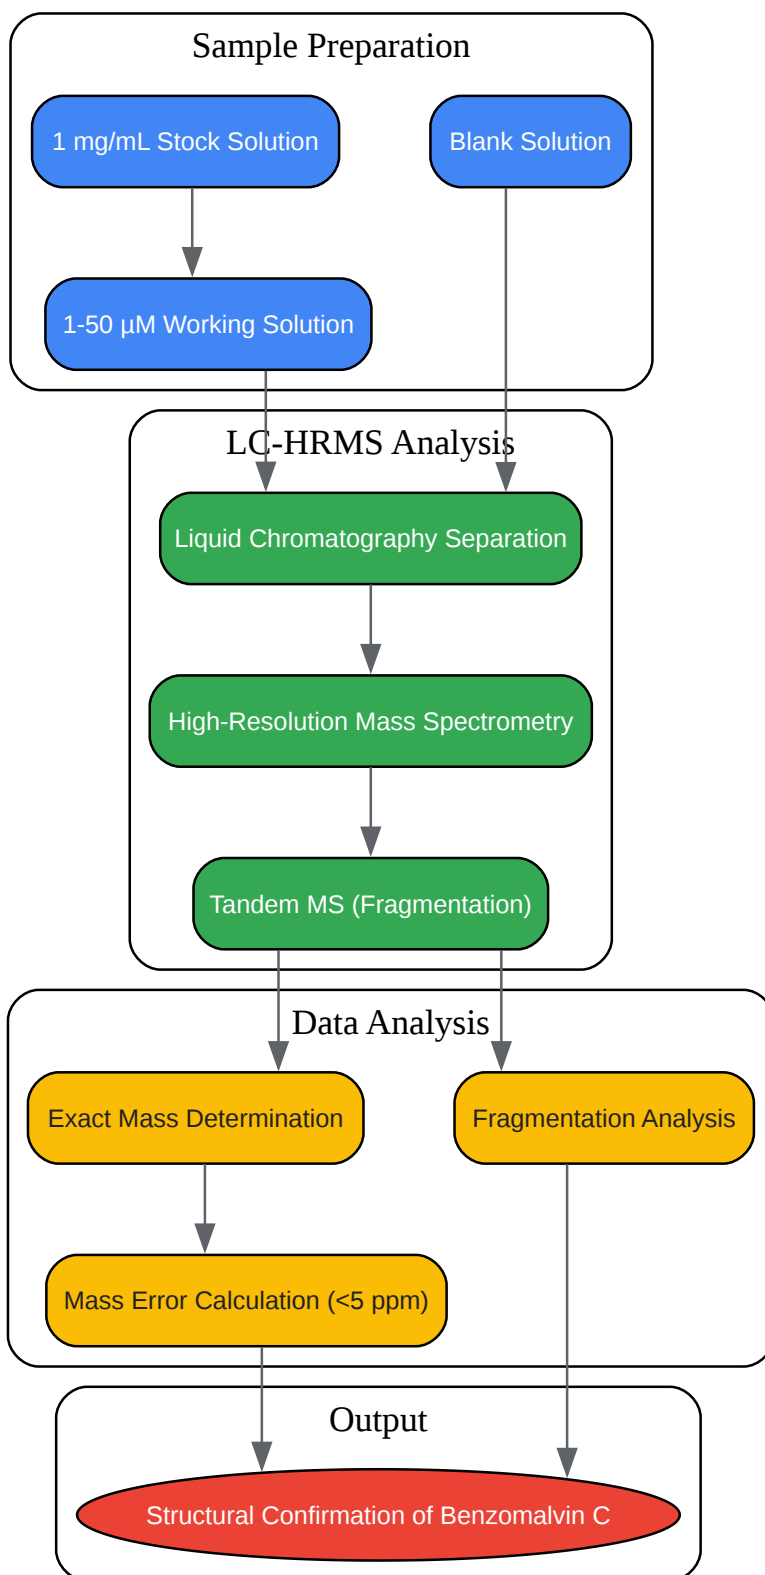 Sample Preparation
1 mg/mL Stock Solution
Blank Solution
1-50 µM Working Solution
LC-HRMS Analysis
Liquid Chromatography Separation
High-Resolution Mass Spectrometry
Tandem MS (Fragmentation)
Data Analysis
Exact Mass Determination
Fragmentation Analysis
Mass Error Calculation (<5 ppm)
Output
Structural Confirmation of Benzomalvin C